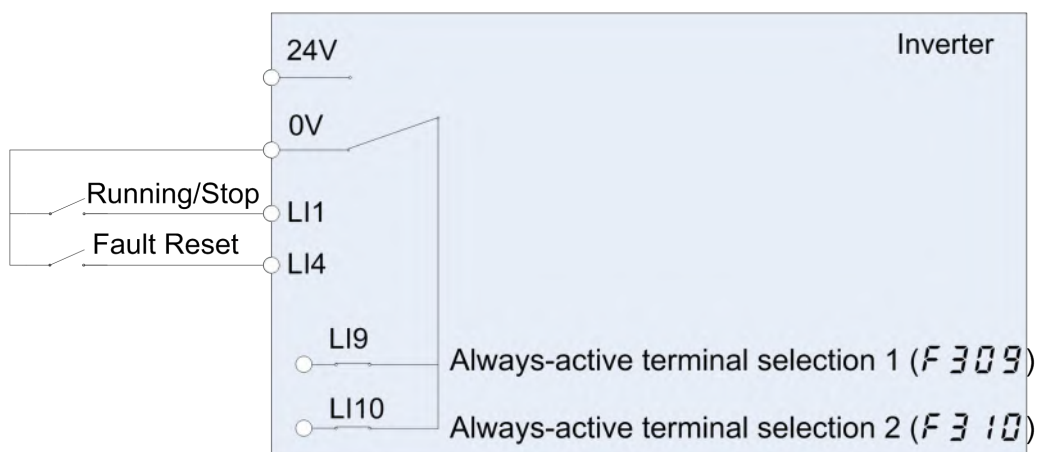 24V
Inverter
0V
Running/Stop
LI1
Fault Reset
LI4
LI9
Always-active terminal selection 1 (F309)
LI10
Always-active terminal selection 2 (F310)